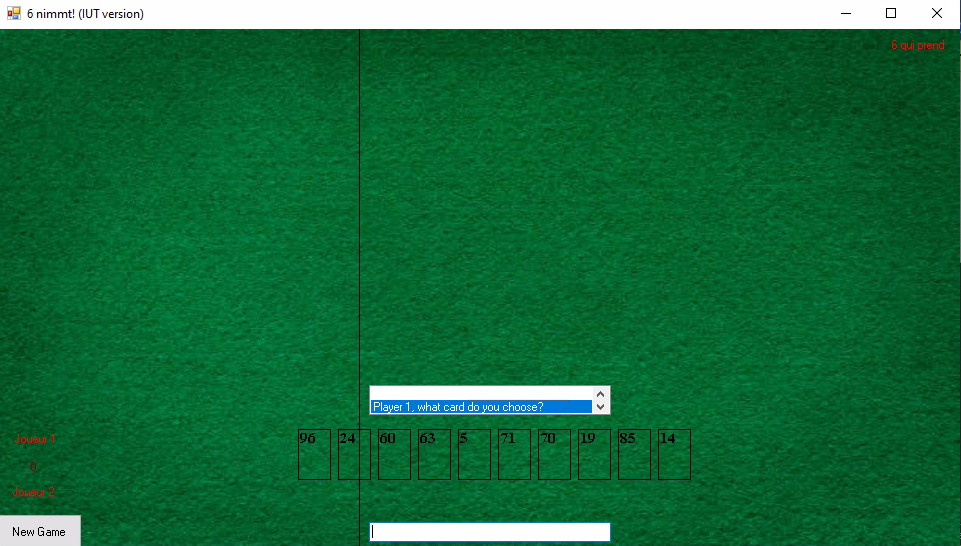 6 nimmt! (IUT version)
6 qui prend
Player 1, what card do you choose?
96 24 60 63 5 71 70 19 85 14
Joueur 1
0
Joueur 2
New Game